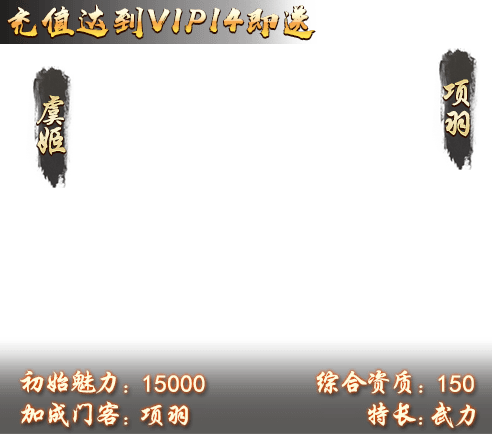 充值达到VIP14即送
虞姬
项羽
初始魅力：15000
综合资质：150
加成门客：项羽
特长：武力